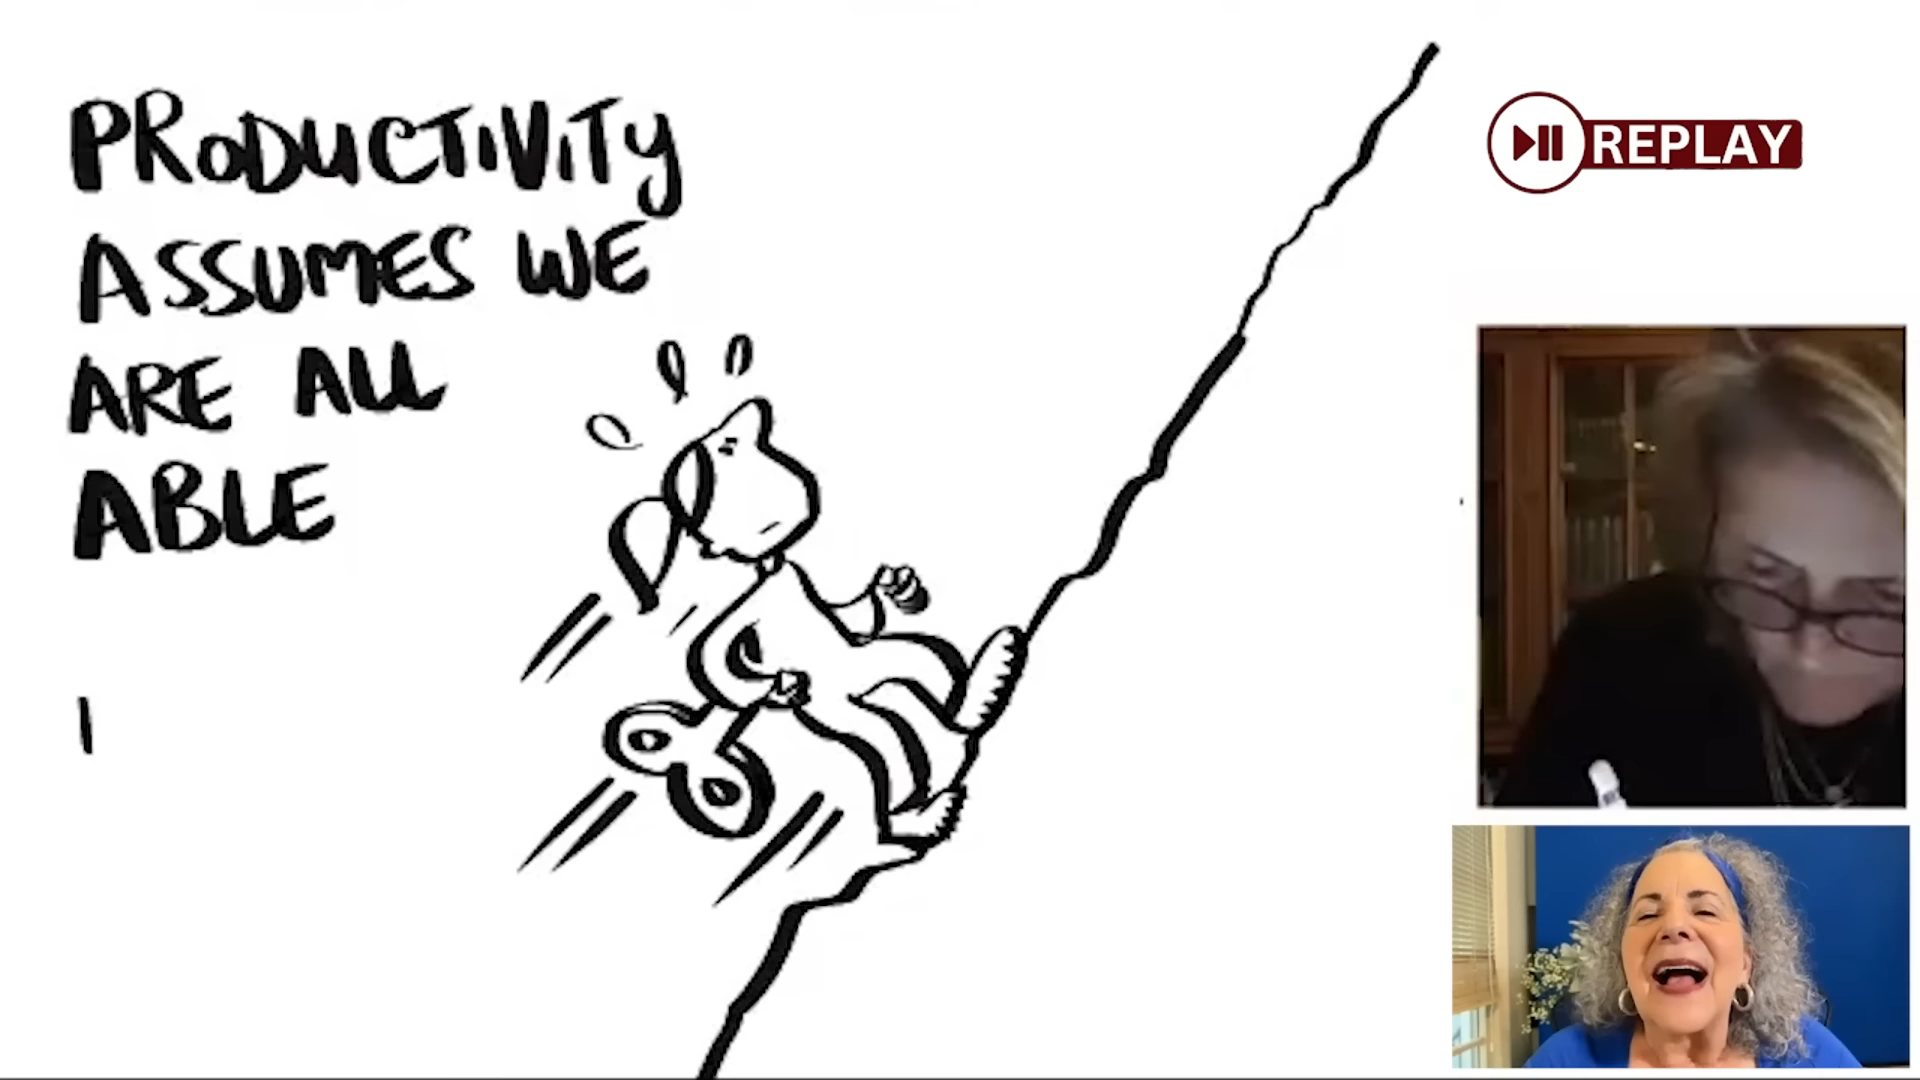 PRODUCTIVITY
ASSUMES WE
ARE ALL
ABLE
I
REPLAY